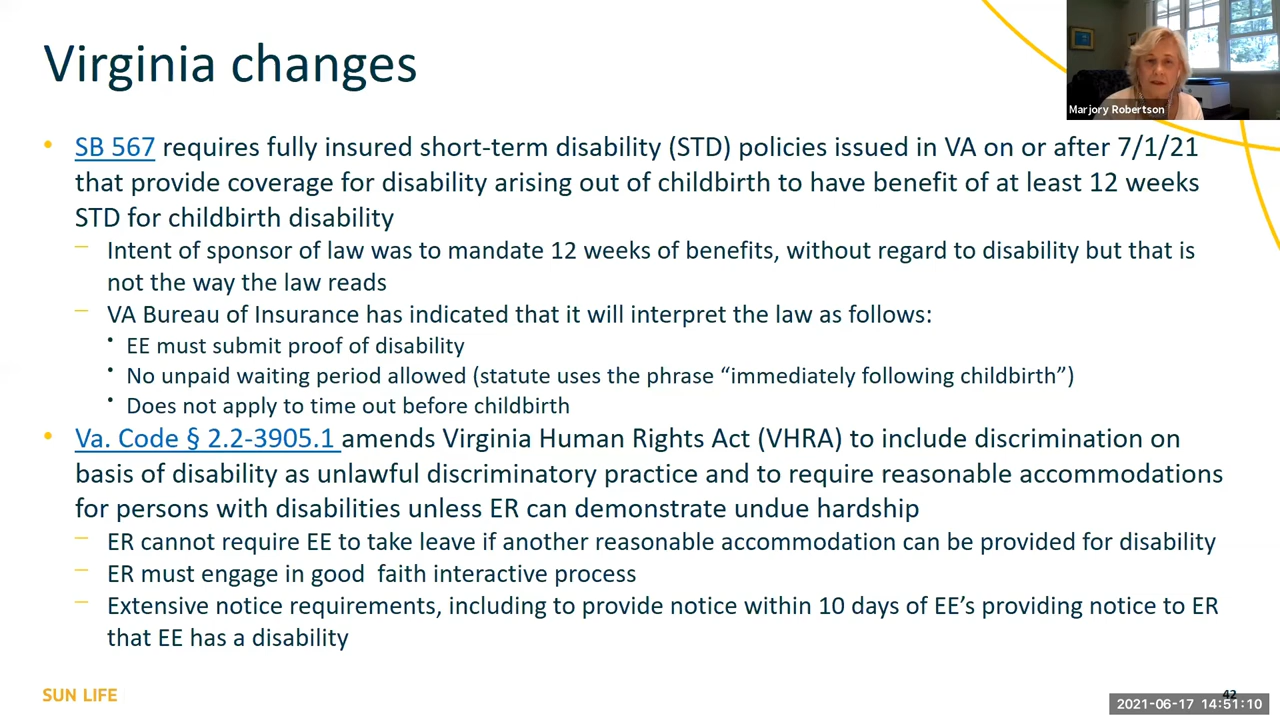 Virginia changes
Marjory Robertson
• SB 567 requires fully insured short-term disability (STD) policies issued in VA on or after 7/1/21
that provide coverage for disability arising out of childbirth to have benefit of at least 12 weeks
STD for childbirth disability
– Intent of sponsor of law was to mandate 12 weeks of benefits, without regard to disability but that is
not the way the law reads
– VA Bureau of Insurance has indicated that it will interpret the law as follows:
• EE must submit proof of disability
• No unpaid waiting period allowed (statute uses the phrase “immediately following childbirth”)
• Does not apply to time out before childbirth
• Va. Code § 2.2-3905.1 amends Virginia Human Rights Act (VHRA) to include discrimination on
basis of disability as unlawful discriminatory practice and to require reasonable accommodations
for persons with disabilities unless ER can demonstrate undue hardship
– ER cannot require EE to take leave if another reasonable accommodation can be provided for disability
– ER must engage in good  faith interactive process
– Extensive notice requirements, including to provide notice within 10 days of EE’s providing notice to ER
that EE has a disability
SUN LIFE
42
2021-06-17 14:51:10